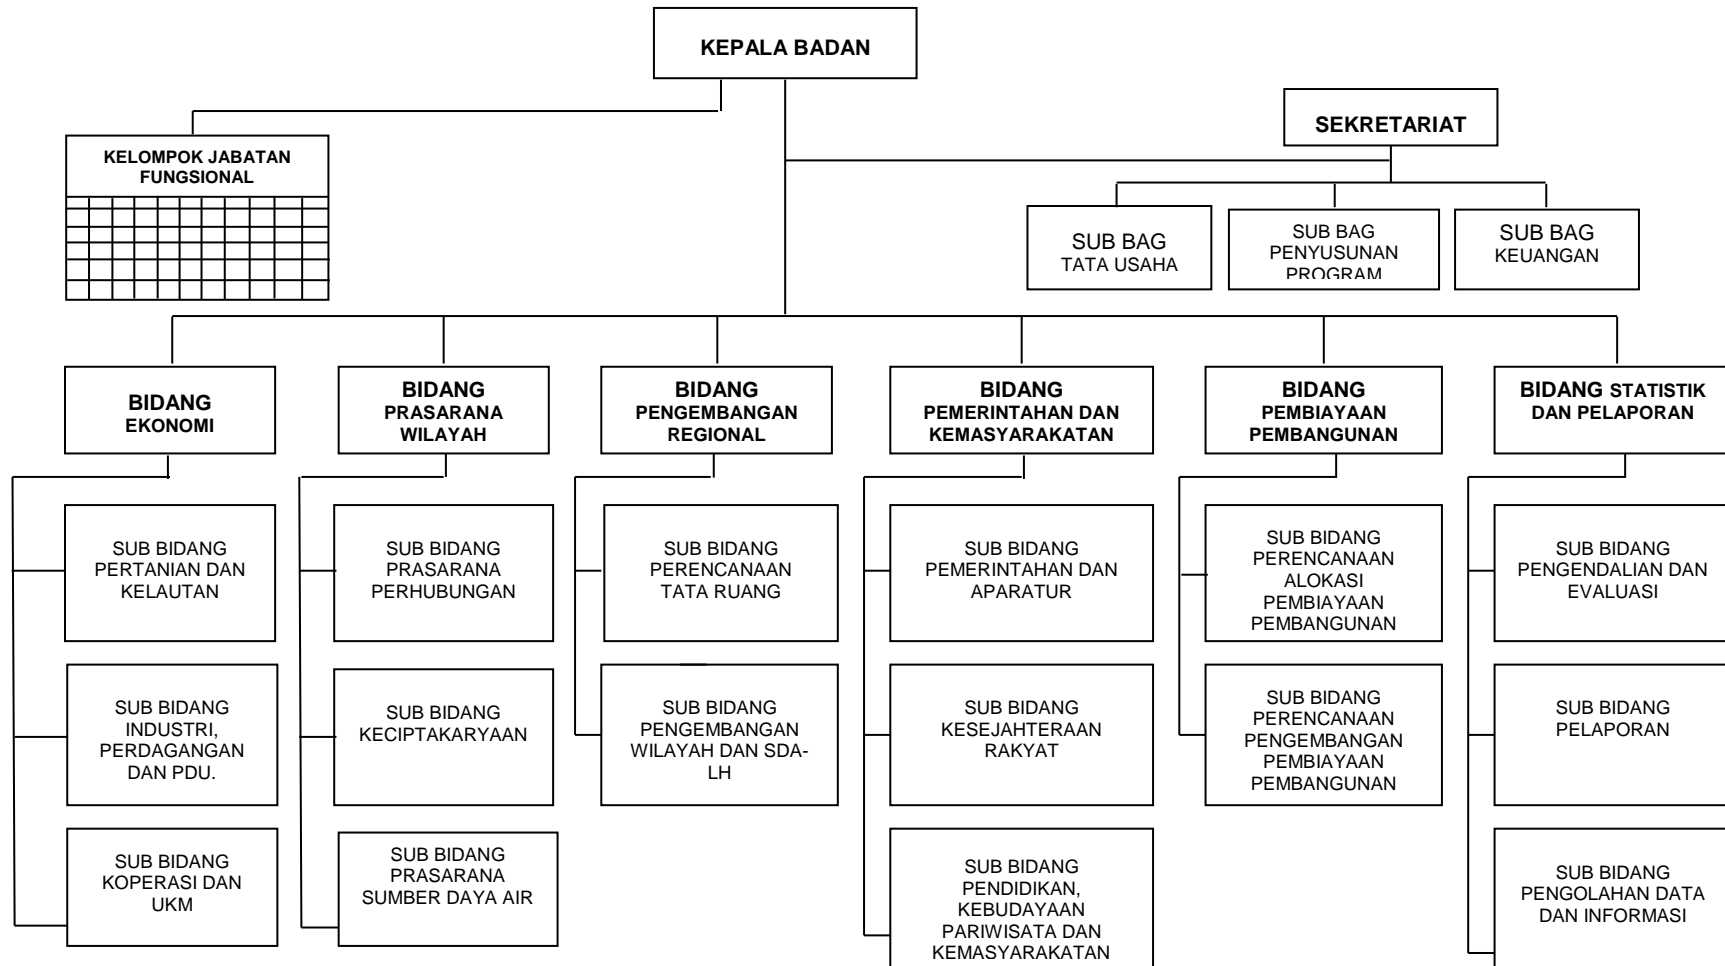 KEPALA BADAN
SEKRETARIAT
KELOMPOK JABATAN
FUNGSIONAL
SUB BAG
TATA USAHA
SUB BAG
PENYUSUNAN
PROGRAM
SUB BAG
KEUANGAN
BIDANG
EKONOMI
BIDANG
PRASARANA
WILAYAH
BIDANG
PENGEMBANGAN
REGIONAL
BIDANG
PEMERINTAHAN DAN
KEMASYARAKATAN
BIDANG
PEMBIAYAAN
PEMBANGUNAN
BIDANG STATISTIK
DAN PELAPORAN
SUB BIDANG
PERTANIAN DAN
KELAUTAN
SUB BIDANG
PRASARANA
PERHUBUNGAN
SUB BIDANG
PERENCANAAN
TATA RUANG
SUB BIDANG
PEMERINTAHAN DAN
APARATUR
SUB BIDANG
PERENCANAAN
ALOKASI
PEMBIAYAAN
PEMBANGUNAN
SUB BIDANG
PENGENDALIAN DAN
EVALUASI
SUB BIDANG
INDUSTRI,
PERDAGANGAN
DAN PDU.
SUB BIDANG
KECIPTAKARYAAN
SUB BIDANG
PENGEMBANGAN
WILAYAH DAN SDA-
LH
SUB BIDANG
KESEJAHTERAAN
RAKYAT
SUB BIDANG
PERENCANAAN
PENGEMBANGAN
PEMBIAYAAN
PEMBANGUNAN
SUB BIDANG
PELAPORAN
SUB BIDANG
KOPERASI DAN
UKM
SUB BIDANG
PRASARANA
SUMBER DAYA AIR
SUB BIDANG
PENDIDIKAN,
KEBUDAYAAN
PARIWISATA DAN
KEMASYARAKATAN
SUB BIDANG
PENGOLAHAN DATA
DAN INFORMASI